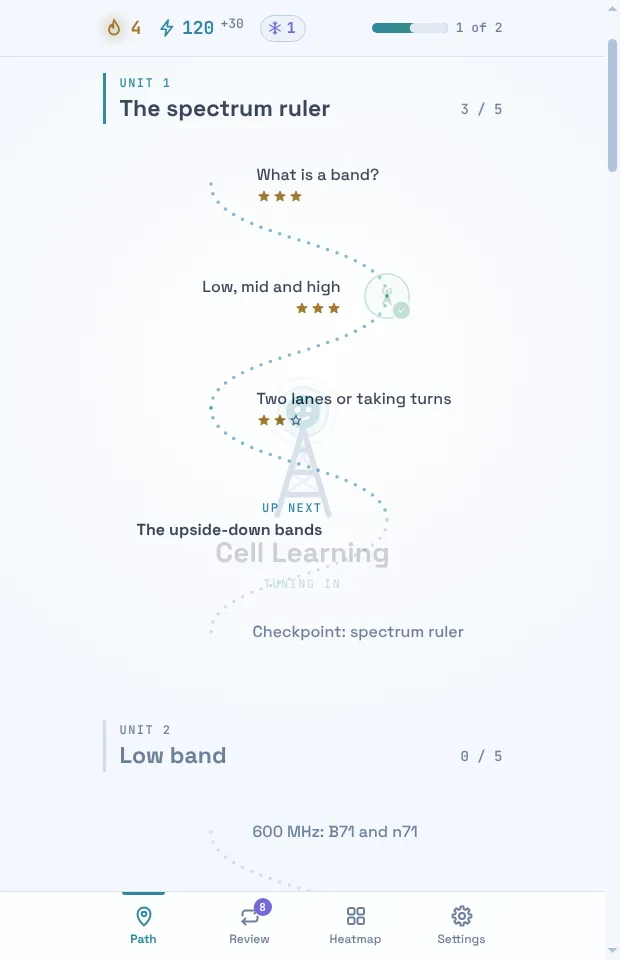 4 120 +30 1 1 of 2
UNIT 1
The spectrum ruler 3 / 5
What is a band?
Low, mid and high
Two lanes or taking turns
UP NEXT
The upside-down bands
Cell Learning
TUNING IN
Checkpoint: spectrum ruler
UNIT 2
Low band 0 / 5
600 MHz: B71 and n71
8
Path Review Heatmap Settings